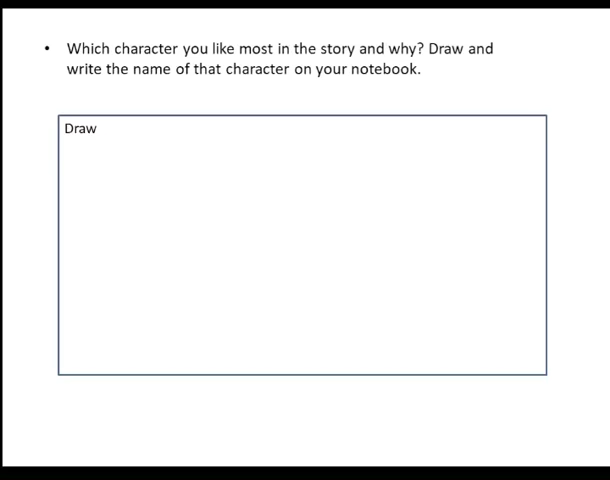 • Which character you like most in the story and why? Draw and
write the name of that character on your notebook.
Draw